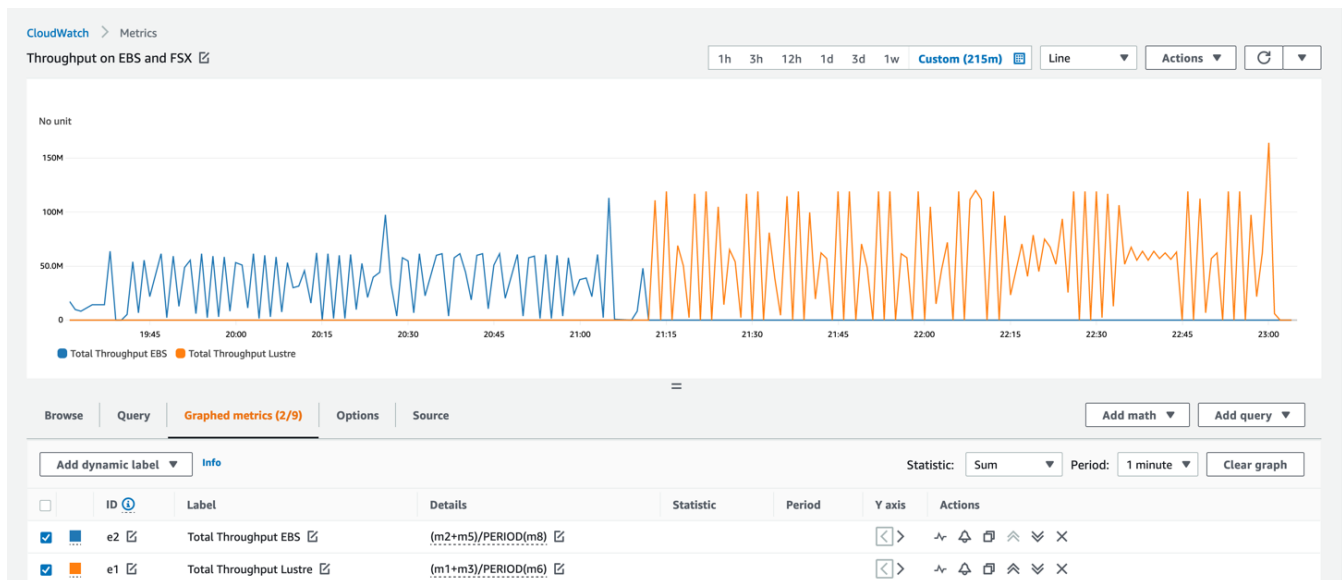 CloudWatch > Metrics
Throughput on EBS and FSX
1h 3h 12h 1d 3d 1w Custom (215m) Line Actions
No unit
150M
100M
50.0M
0
19:45 20:00 20:15 20:30 20:45 21:00 21:15 21:30 21:45 22:00 22:15 22:30 22:45 23:00
Total Throughput EBS Total Throughput Lustre
Browse Query Graphed metrics (2/9) Options Source Add math Add query
Add dynamic label Info Statistic: Sum Period: 1 minute Clear graph
ID Label Details Statistic Period Y axis Actions
e2 Total Throughput EBS (m2+m5)/PERIOD(m8)
e1 Total Throughput Lustre (m1+m3)/PERIOD(m6)